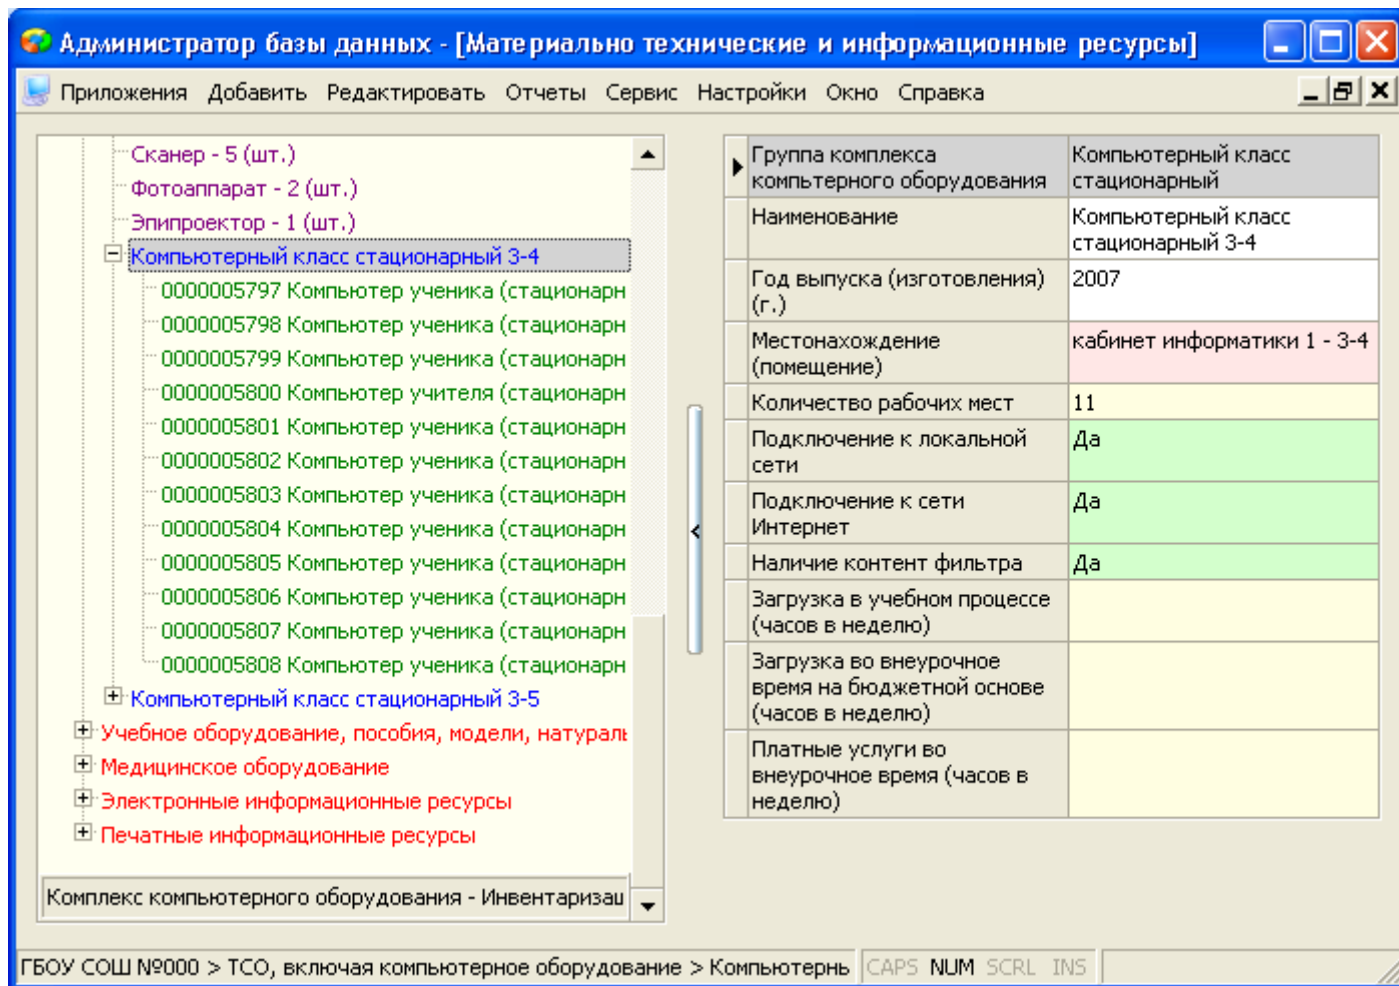 Администратор базы данных - [Материально технические и информационные ресурсы]
Приложения Добавить Редактировать Отчеты Сервис Настройки Окно Справка
Сканер - 5 (шт.)
Фотоаппарат - 2 (шт.)
Эпипроектор - 1 (шт.)
Компьютерный класс стационарный 3-4
0000005797 Компьютер ученика (стационарн
0000005798 Компьютер ученика (стационарн
0000005799 Компьютер ученика (стационарн
0000005800 Компьютер учителя (стационарн
0000005801 Компьютер ученика (стационарн
0000005802 Компьютер ученика (стационарн
0000005803 Компьютер ученика (стационарн
0000005804 Компьютер ученика (стационарн
0000005805 Компьютер ученика (стационарн
0000005806 Компьютер ученика (стационарн
0000005807 Компьютер ученика (стационарн
0000005808 Компьютер ученика (стационарн
Компьютерный класс стационарный 3-5
Учебное оборудование, пособия, модели, натураль
Медицинское оборудование
Электронные информационные ресурсы
Печатные информационные ресурсы
Комплекс компьютерного оборудования - Инвентаризац
Группа комплекса
компьтерного оборудования
Компьютерный класс
стационарный
Наименование
Компьютерный класс
стационарный 3-4
Год выпуска (изготовления)
(г.)
2007
Местонахождение
(помещение)
кабинет информатики 1 - 3-4
Количество рабочих мест
11
Подключение к локальной
сети
Да
Подключение к сети
Интернет
Да
Наличие контент фильтра
Да
Загрузка в учебном процессе
(часов в неделю)
Загрузка во внеурочное
время на бюджетной основе
(часов в неделю)
Платные услуги во
внеурочное время (часов в
неделю)
ГБОУ СОШ №000 > ТСО, включая компьютерное оборудование > Компьютернь CAPS NUM SCRL INS